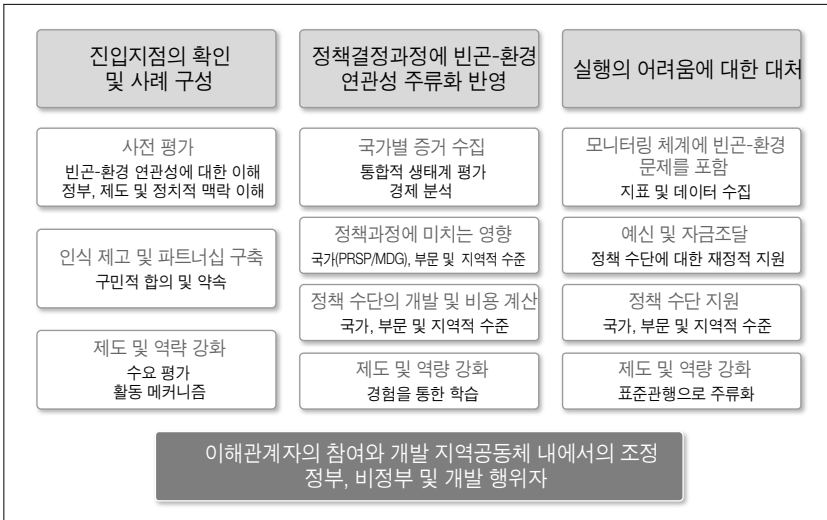 진입지점의 확인
및 사례 구성
사전 평가
빈곤-환경 연관성에 대한 이해
정부, 제도 및 정치적 맥락 이해
인식 제고 및 파트너십 구축
구민적 합의 및 약속
제도 및 역략 강화
수요 평가
활동 메커니즘
정책결정과정에 빈곤-환경
연관성 주류화 반영
국가별 증거 수집
통합적 생태계 평가
경제 분석
정책과정에 미치는 영향
국가(PRSP/MDG), 부문 및 지역적 수준
정책 수단의 개발 및 비용 계산
국가, 부문 및 지역적 수준
제도 및 역량 강화
경험을 통한 학습
실행의 어려움에 대한 대처
모니터링 체계에 빈곤-환경
문제를 포함
지표 및 데이터 수집
예신 및 자금조달
정책 수단에 대한 재정적 지원
정책 수단 지원
국가, 부문 및 지역적 수준
제도 및 역량 강화
표준관행으로 주류화
이해관계자의 참여와 개발 지역공동체 내에서의 조정
정부, 비정부 및 개발 행위자